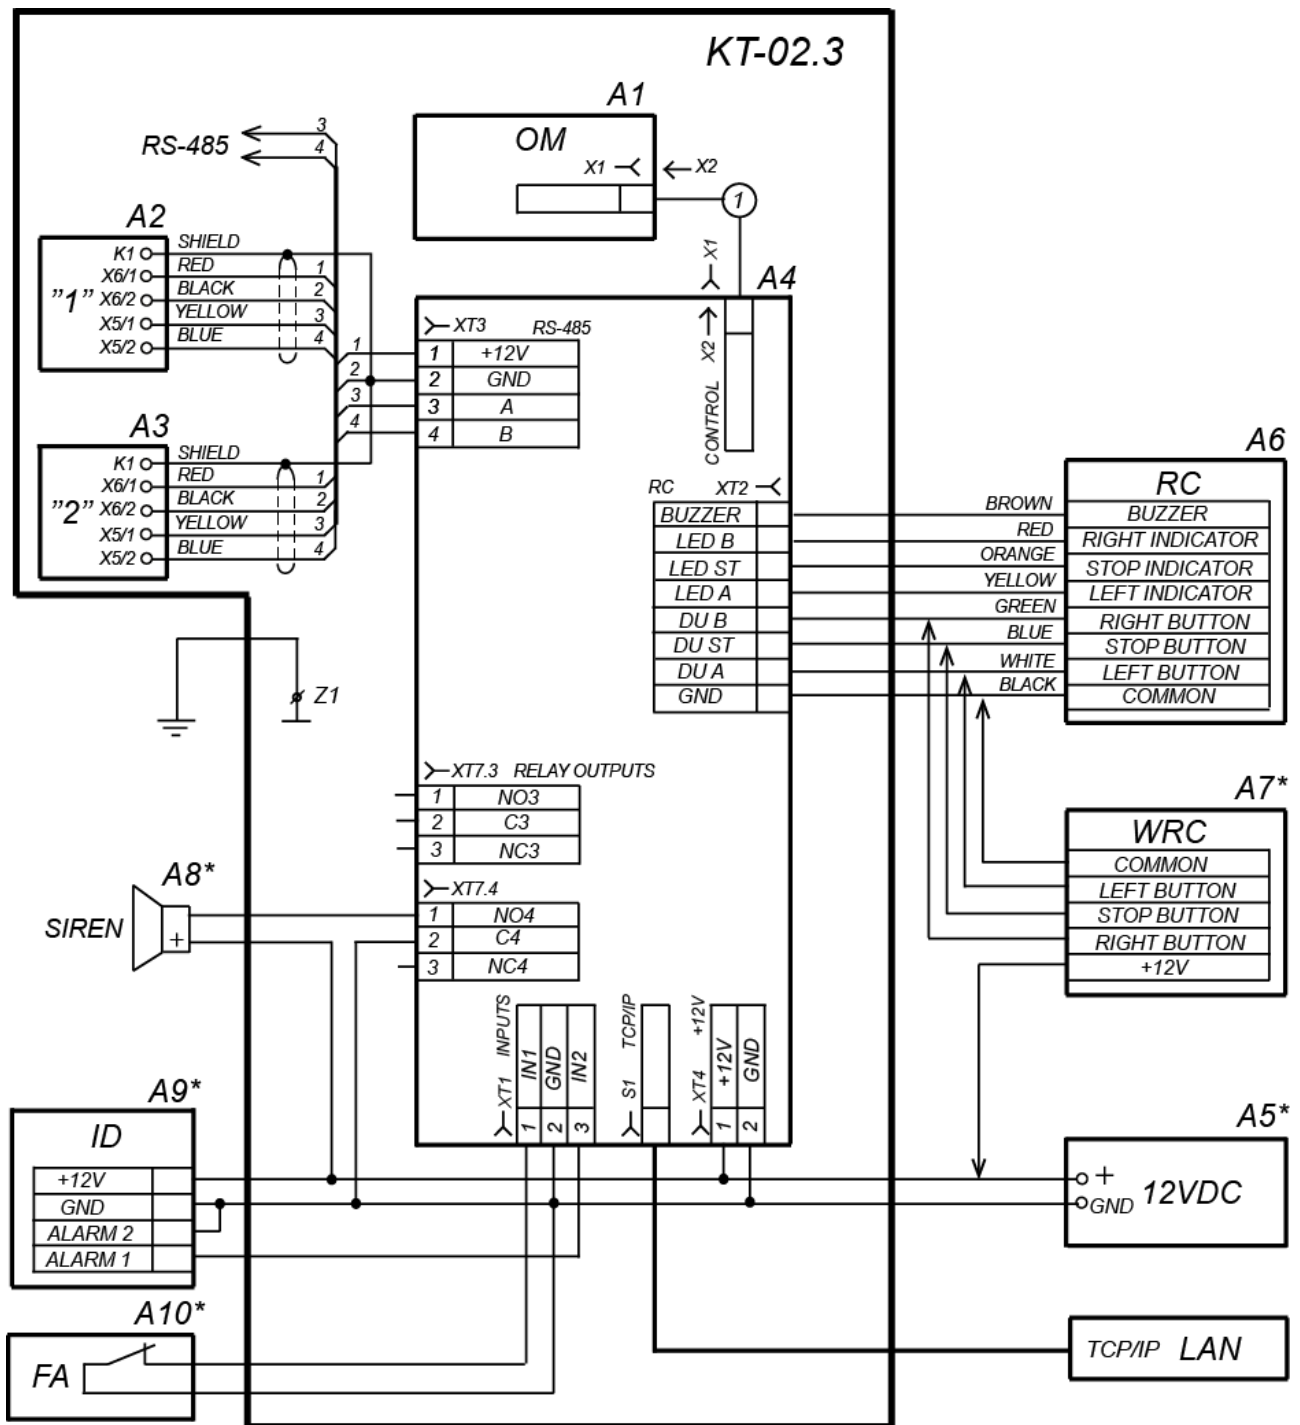 KT-02.3
A1
OM
X1
X2
1
RS-485
3
4
A2
"1"
K1 SHIELD
X6/1 RED 1
X6/2 BLACK 2
X5/1 YELLOW 3
X5/2 BLUE 4
A3
"2"
K1 SHIELD
X6/1 RED 1
X6/2 BLACK 2
X5/1 YELLOW 3
X5/2 BLUE 4
1
2
3
4
X1
A4
XT3 RS-485
1 +12V
2 GND
3 A
4 B
X2
CONTROL
RC XT2
BUZZER
LED B
LED ST
LED A
DU B
DU ST
DU A
GND
BROWN
RED
ORANGE
YELLOW
GREEN
BLUE
WHITE
BLACK
A6
RC
BUZZER
RIGHT INDICATOR
STOP INDICATOR
LEFT INDICATOR
RIGHT BUTTON
STOP BUTTON
LEFT BUTTON
COMMON
Z1
XT7.3 RELAY OUTPUTS
1 NO3
2 C3
3 NC3
A7*
WRC
COMMON
LEFT BUTTON
STOP BUTTON
RIGHT BUTTON
+12V
A8*
SIREN
+
XT7.4
1 NO4
2 C4
3 NC4
XT1 INPUTS
1 IN1
2 GND
3 IN2
S1 TCP/IP
XT4 +12V
1 +12V
2 GND
A9*
ID
+12V
GND
ALARM 2
ALARM 1
A5*
+
GND
12VDC
A10*
FA
TCP/IP LAN